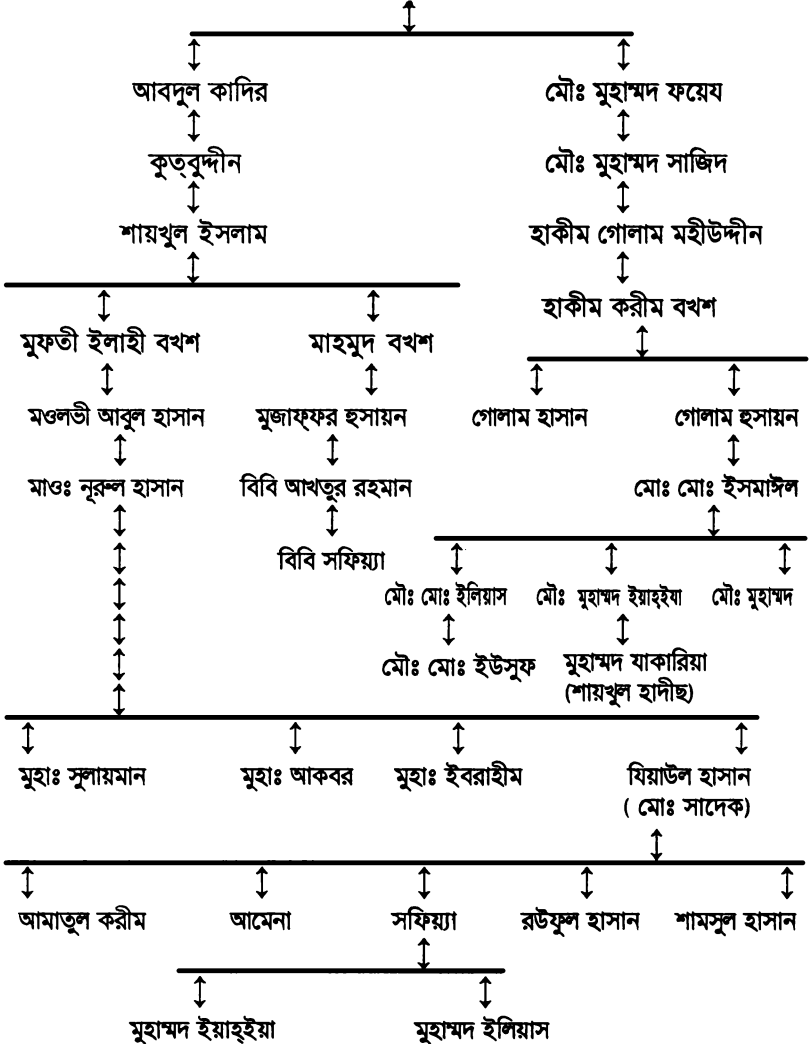 আবদুল কাদির মৌঃ মুহাম্মদ ফয়েয
কুত্বুদ্দীন মৌঃ মুহাম্মদ সাজিদ
শায়খুল ইসলাম হাকীম গোলাম মহীউদ্দীন
হাকীম করীম বখশ
মুফতী ইলাহী বখশ মাহমুদ বখশ
মওলভী আবুল হাসান মুজাফ্ফর হুসায়ন গোলাম হাসান গোলাম হুসায়ন
মাওঃ নূরুল হাসান বিবি আখতুর রহমান মোঃ মোঃ ইসমাঈল
বিবি সফিয়্যা
মৌঃ মোঃ ইলিয়াস মৌঃ মুহাম্মদ ইয়াহ্ইযা মৌঃ মুহাম্মদ
মৌঃ মোঃ ইউসুফ মুহাম্মদ যাকারিয়া
(শায়খুল হাদীছ)
মুহাঃ সুলায়মান মুহাঃ আকবর মুহাঃ ইবরাহীম যিয়াউল হাসান
( মোঃ সাদেক)
আমাতুল করীম আমেনা সফিয়্যা রউফুল হাসান শামসুল হাসান
মুহাম্মদ ইয়াহ্ইয়া মুহাম্মদ ইলিয়াস